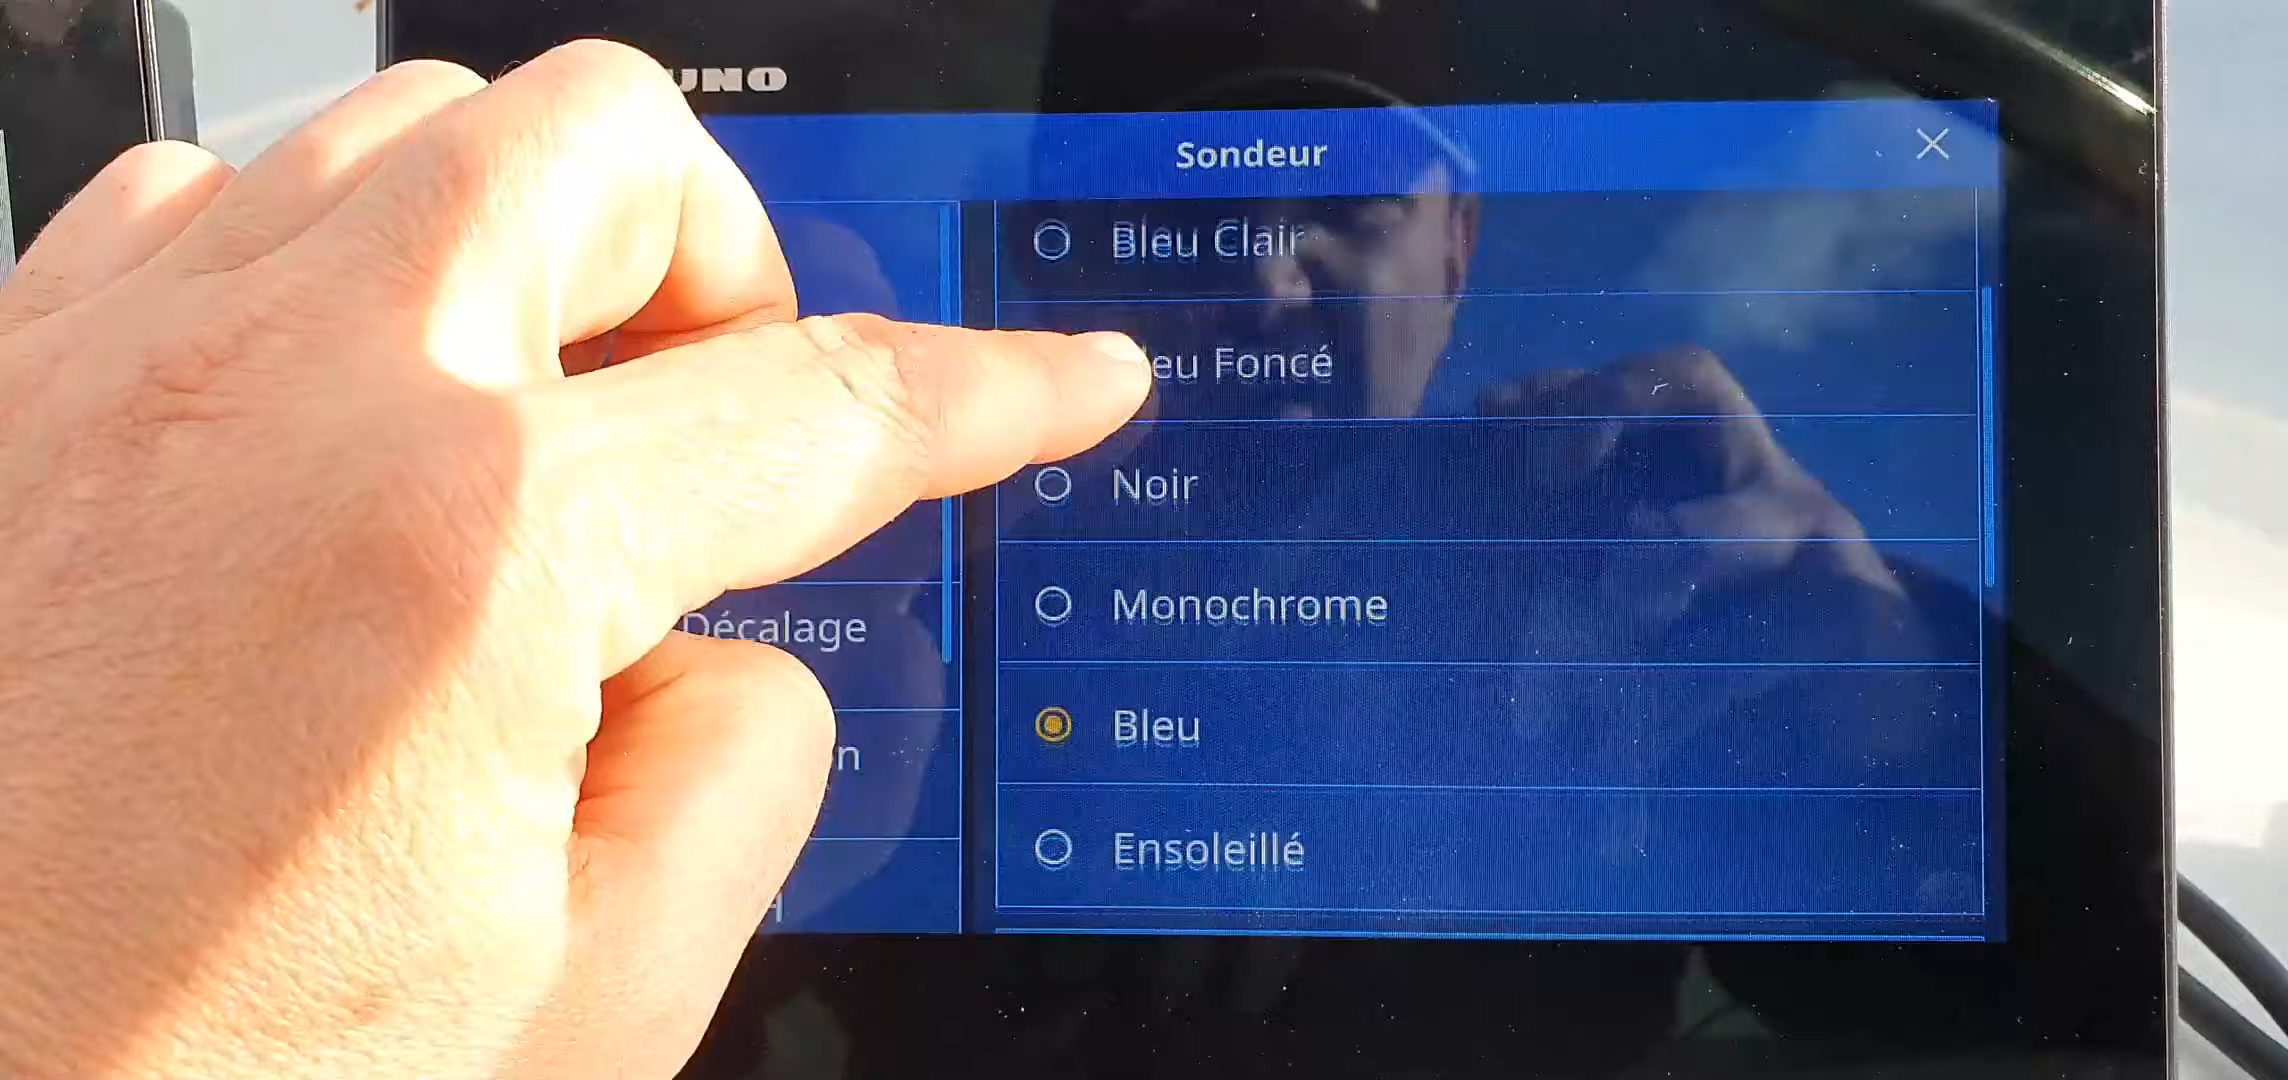 UNO
Sondeur
Bleu Clair
eu Foncé
Noir
Décalage
Monochrome
n
Bleu
Ensoleillé